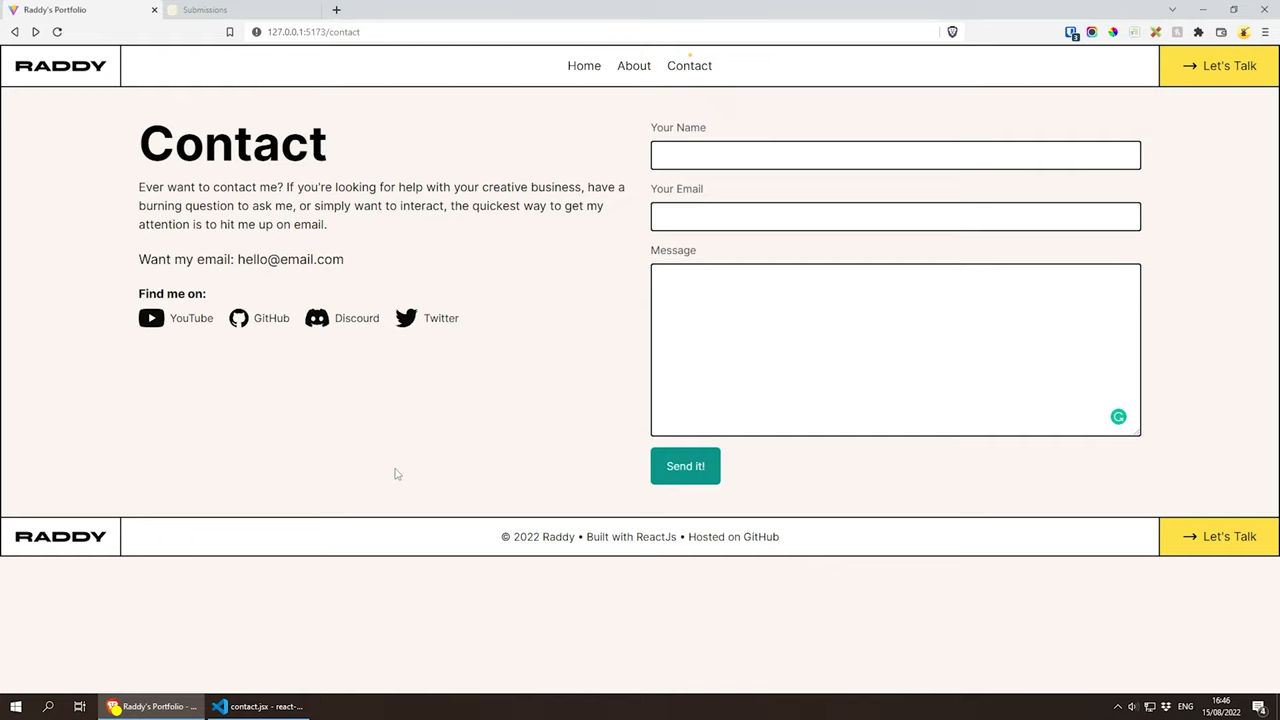 Raddy's Portfolio
Submissions
127.0.0.1:5173/contact
3
RADDY
Home
About
Contact
→ Let's Talk
Contact
Ever want to contact me? If you're looking for help with your creative business, have a
burning question to ask me, or simply want to interact, the quickest way to get my
attention is to hit me up on email.
Want my email: hello@email.com
Find me on:
YouTube
GitHub
Discourd
Twitter
Your Name
Your Email
Message
Send it!
RADDY
© 2022 Raddy • Built with ReactJs • Hosted on GitHub
→ Let's Talk
Raddy's Portfolio - ...
contact.jsx - react-...
ENG
16:46
15/08/2022
4